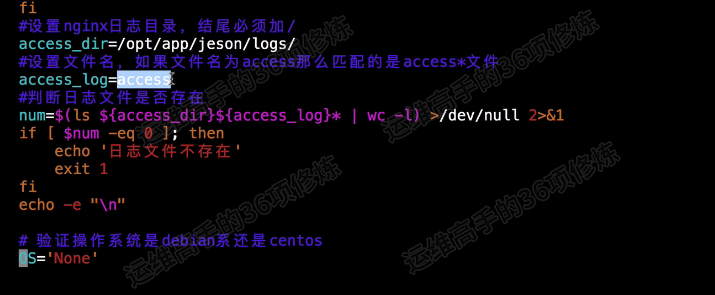 fi
#设置nginx日志目录，结尾必须加/
access_dir=/opt/app/jeson/logs/
#设置文件名，如果文件名为access那么匹配的是access*文件
access_log=access
#判断日志文件是否存在
num=$(ls ${access_dir}${access_log}* | wc -l) >/dev/null 2>&1
if [ $num -eq 0 ]; then
    echo '日志文件不存在'
    exit 1
fi
echo -e "\n"
# 验证操作系统是debian系还是centos
OS='None'
运维高手的36项修炼
运维高手的36项修炼
运维高手的36项修炼
运维高手的36项修炼